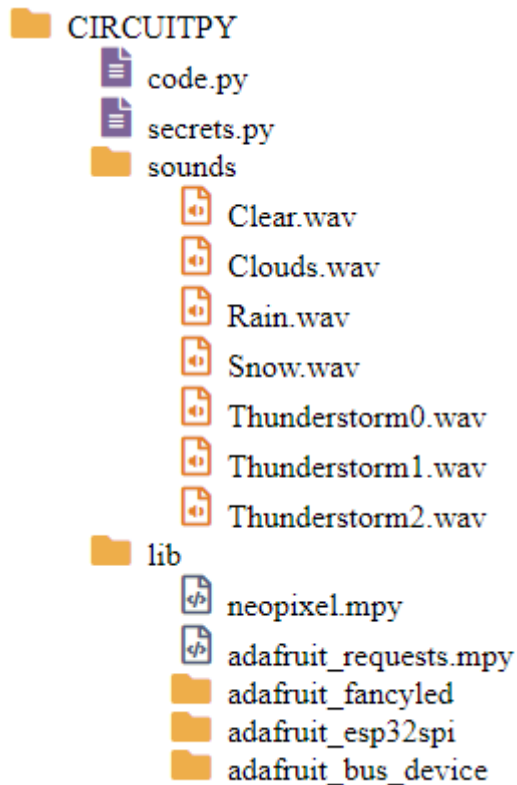 CIRCUITPY
code.py
secrets.py
sounds
Clear.wav
Clouds.wav
Rain.wav
Snow.wav
Thunderstorm0.wav
Thunderstorm1.wav
Thunderstorm2.wav
lib
neopixel.mpy
adafruit_requests.mpy
adafruit_fancyled
adafruit_esp32spi
adafruit_bus_device